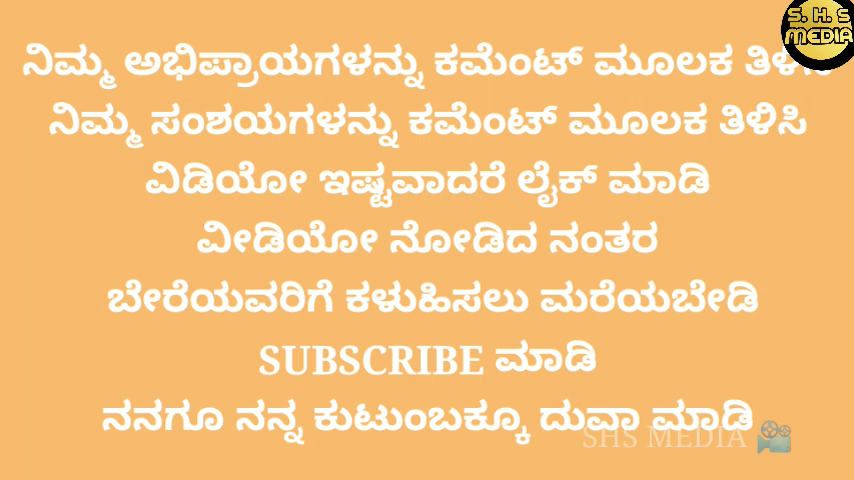 S. H. S
MEDIA
ನಿಮ್ಮ ಅಭಿಪ್ರಾಯಗಳನ್ನು ಕಮೆಂಟ್ ಮೂಲಕ
ನಿಮ್ಮ ಸಂಶಯಗಳನ್ನು ಕಮೆಂಟ್ ಮೂಲಕ ತಿಳಿಸಿ
ವಿಡಿಯೋ ಇಷ್ಟವಾದರೆ ಲೈಕ್ ಮಾಡಿ
ವೀಡಿಯೋ ನೋಡಿದ ನಂತರ
ಬೇರೆಯವರಿಗೆ ಕಳುಹಿಸಲು ಮರೆಯಬೇಡಿ
SUBSCRIBE ಮಾಡಿ
ನನಗೂ ನನ್ನ ಕುಟುಂಬಕ್ಕೂ ದುವಾ ಮಾಡಿ
SHS MEDIA